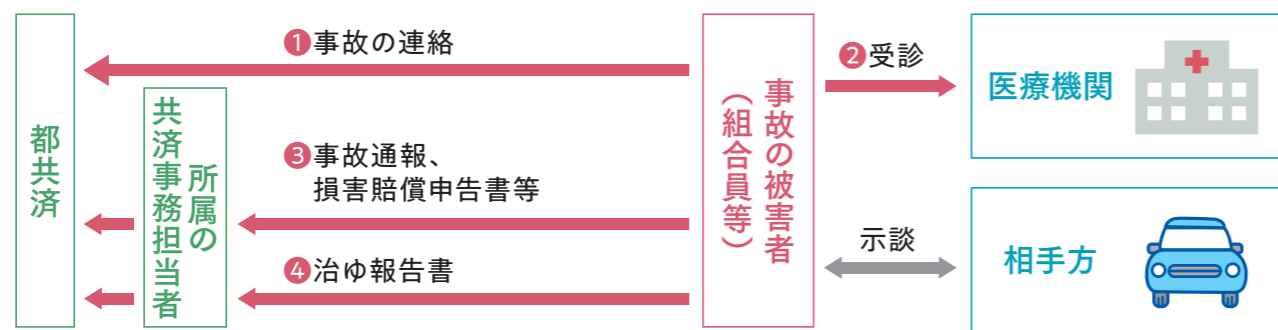 都共済
所属の
共済事務担当者
❶事故の連絡
❸事故通報、
損害賠償申告書等
❹治ゆ報告書
事故の被害者
（組合員等）
❷受診
医療機関
示談
相手方